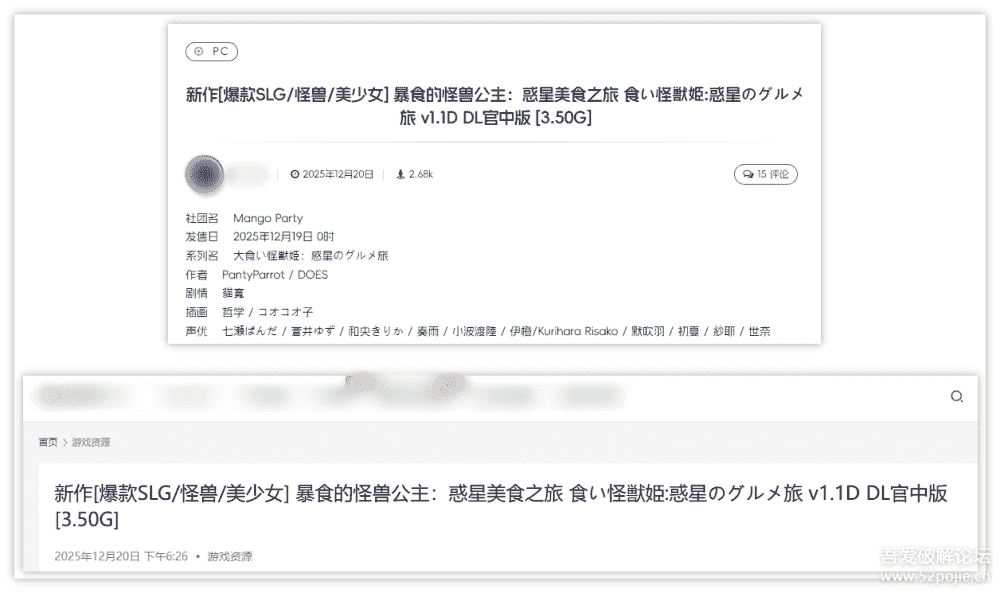 PC
新作[爆款SLG/怪兽/美少女] 暴食的怪兽公主：惑星美食之旅 食い怪獣姫:惑星のグルメ
旅 v1.1D DL官中版 [3.50G]
2025年12月20日 2.68k 15 评论
社团名 Mango Party
发售日 2025年12月19日 0时
系列名 大食い怪獣姫：惑星のグルメ旅
作者 PantyParrot / DOES
剧情 貓寬
插画 哲学 / コオコオ子
声优 七瀬ぱんだ / 蒼井ゆず / 和央きりか / 奏雨 / 小波渡陸 / 伊橙/Kurihara Risako / 默吹羽 / 初夏 / 紗耶 / 世奈
首页 > 游戏资源
新作[爆款SLG/怪兽/美少女] 暴食的怪兽公主：惑星美食之旅 食い怪獣姫:惑星のグルメ旅 v1.1D DL官中版
[3.50G]
2025年12月20日 下午6:26 • 游戏资源
吾爱破解论坛
www.52pojie.cn